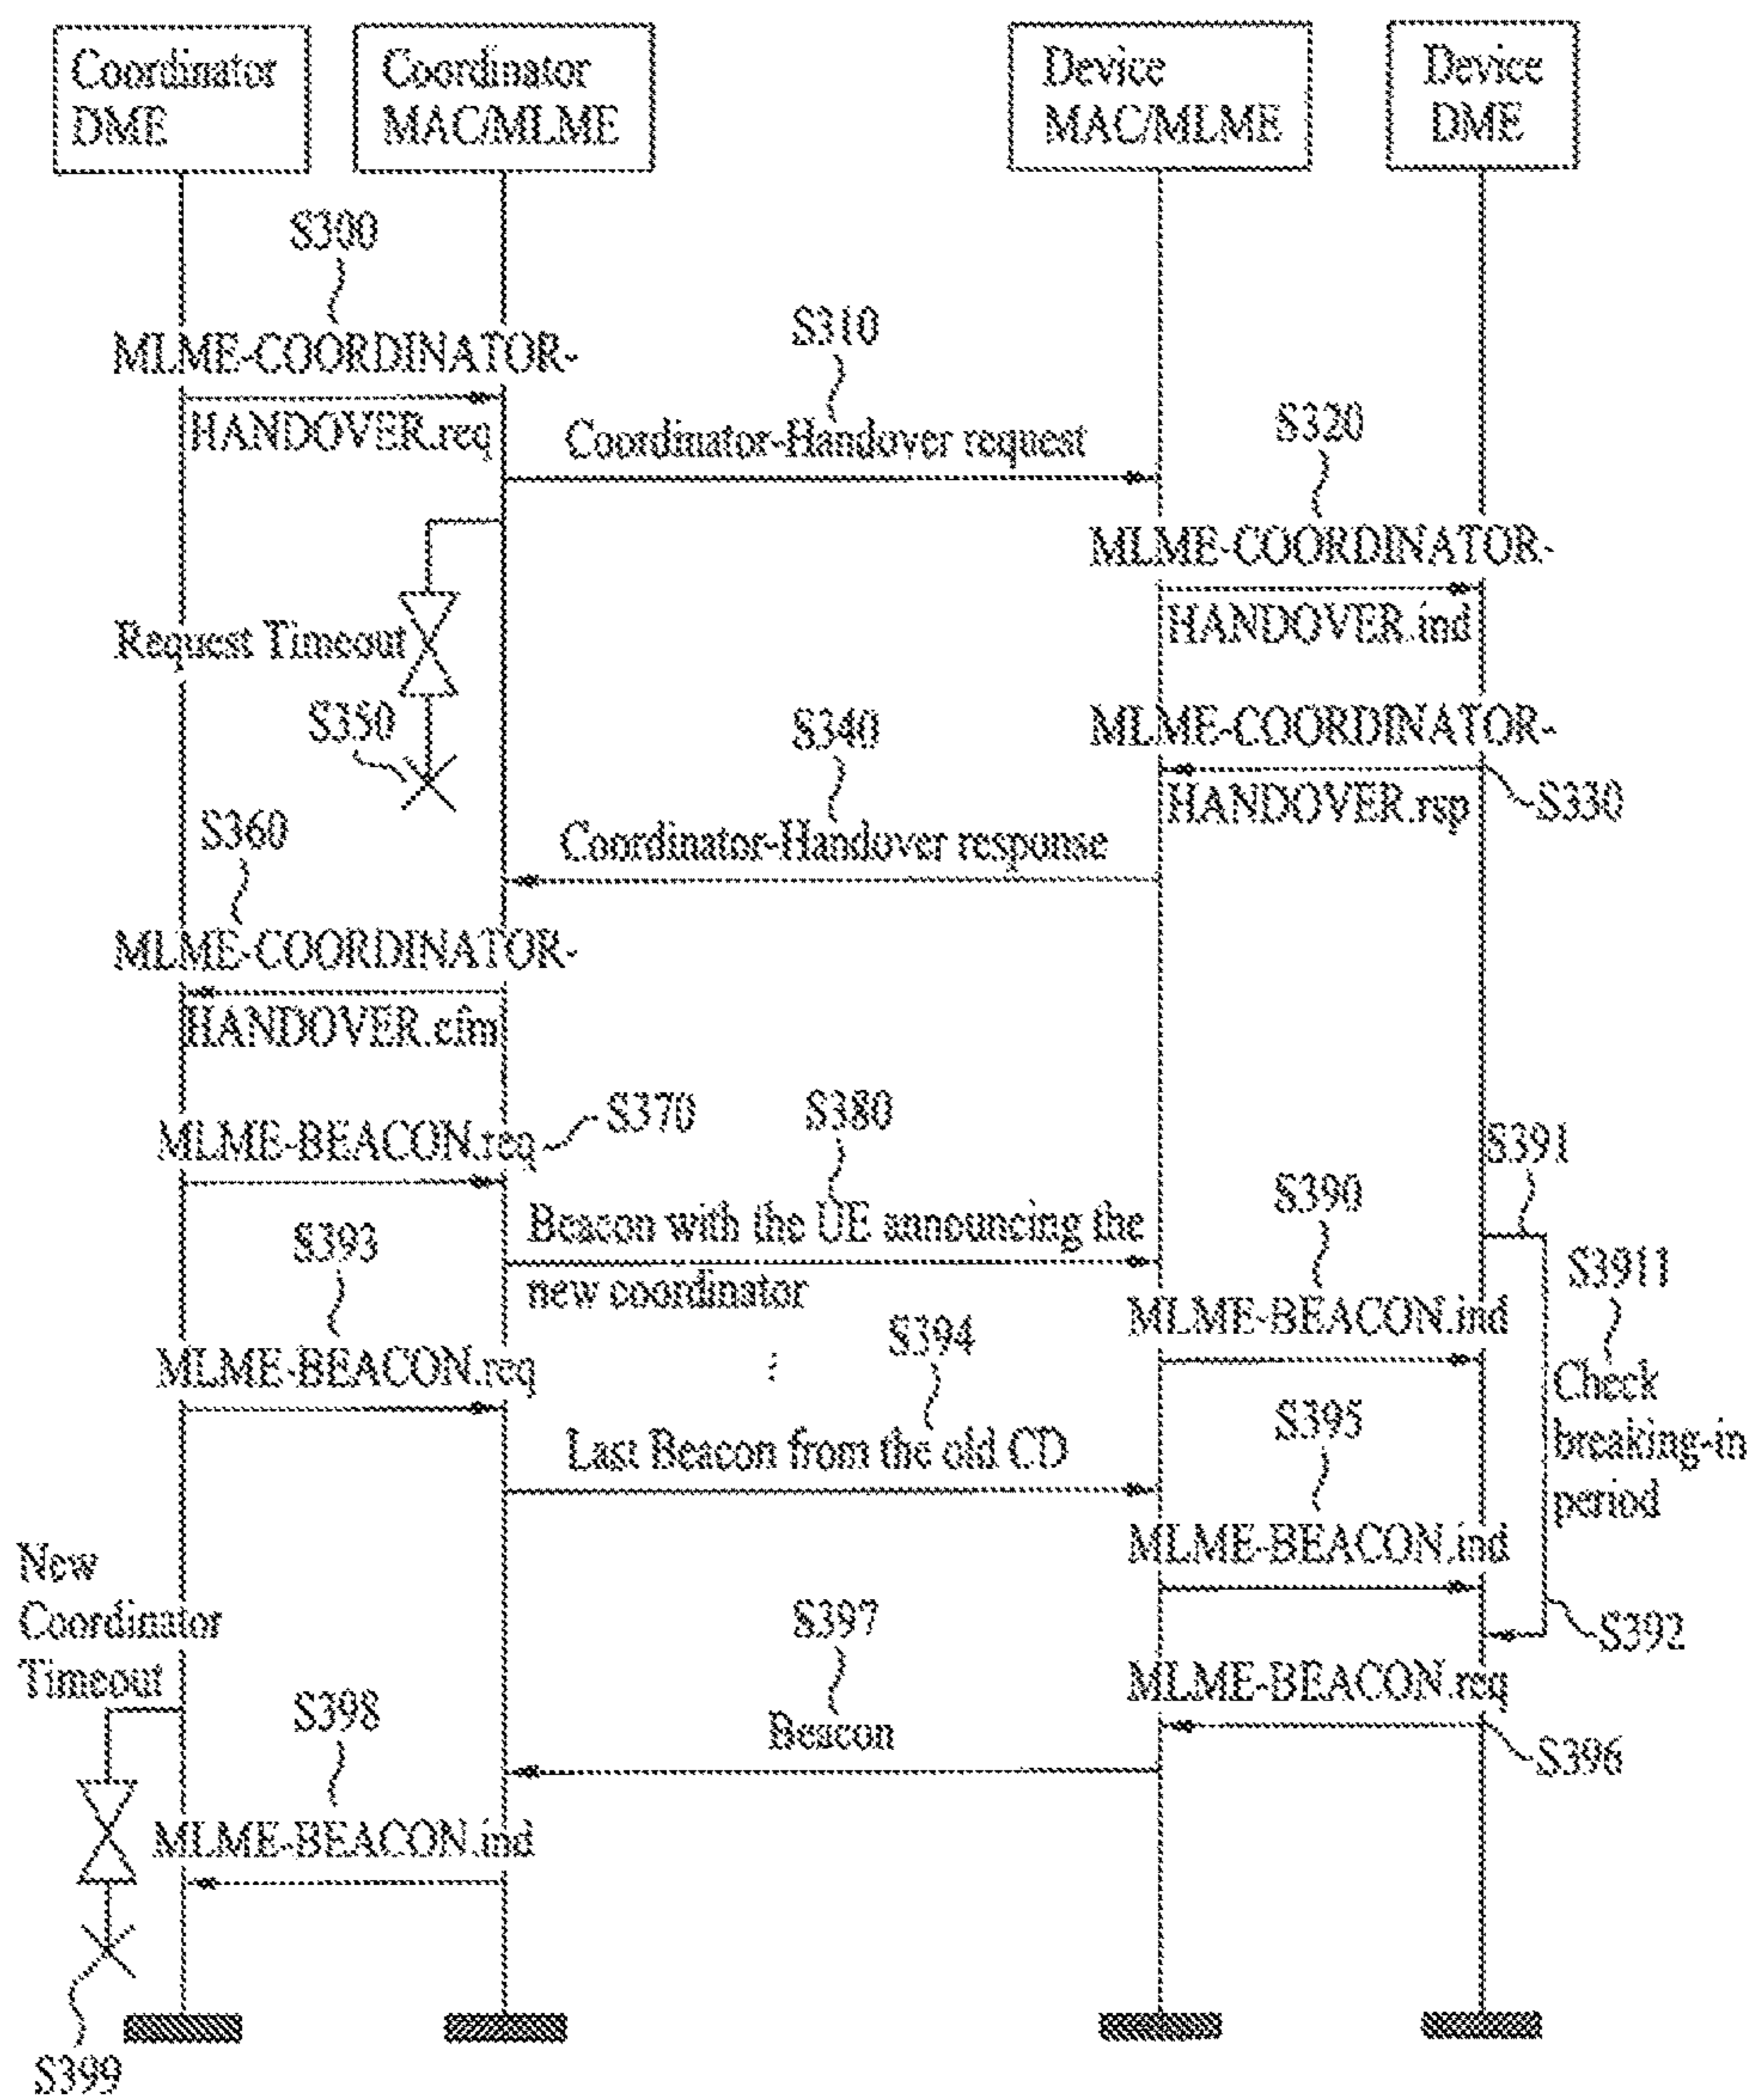 Coordinator
DME
Coordinator
MAC/MLME
Device
MAC/MLME
Device
DME
S300
MLME-COORDINATOR-
HANDOVER.req
S310
Coordinator-Handover request
S320
MLME-COORDINATOR-
HANDOVER.ind
Request Timeout
S350
S340
MLME-COORDINATOR-
HANDOVER.rsp
S330
Coordinator-Handover response
S360
MLME-COORDINATOR-
HANDOVER.cfm
S370
MLME-BEACON.req
S380
Beacon with the UE announcing the
new coordinator
S390
MLME-BEACON.ind
S391
S3911
Check
breaking-in
period
S393
MLME-BEACON.req
S394
Last Beacon from the old CD
S395
MLME-BEACON.ind
S392
New
Coordinator
Timeout
S397
Beacon
MLME-BEACON.req
S396
S398
MLME-BEACON.ind
S399